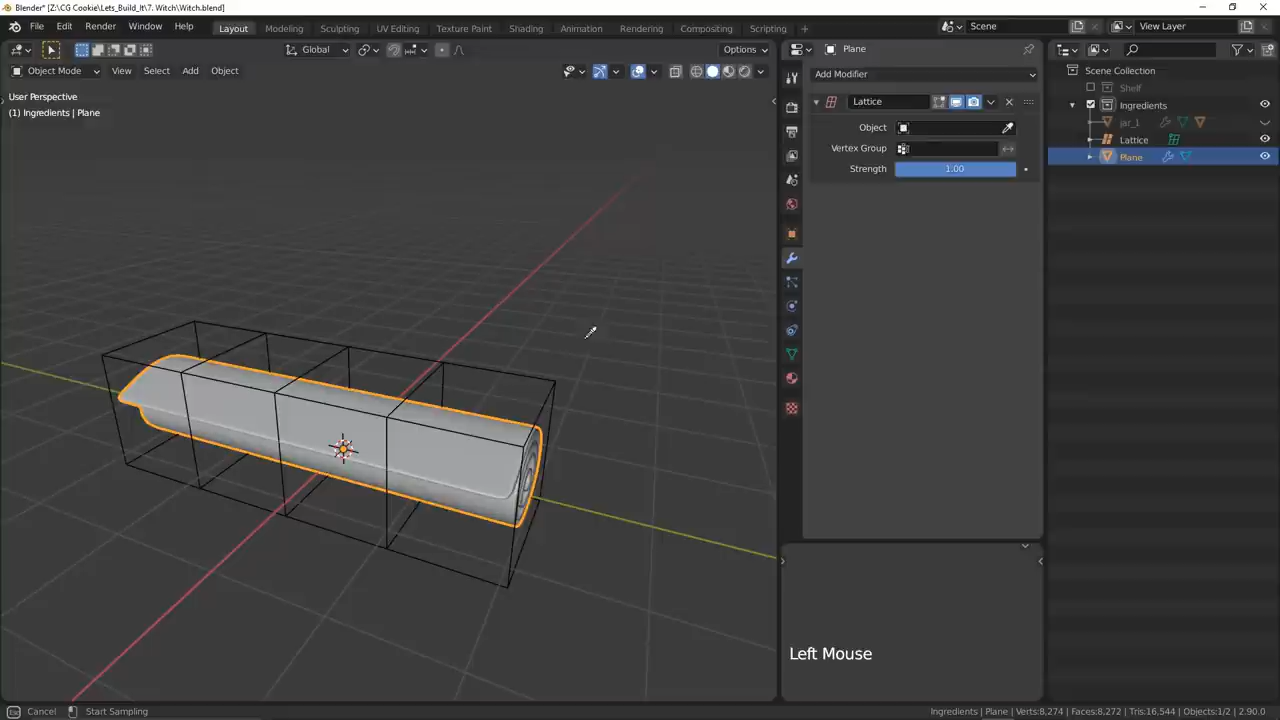 Blender* [Z:\CG Cookie\Lets_Build_It\7. Witch\Witch.blend]
File Edit Render Window Help Layout Modeling Sculpting UV Editing Texture Paint Shading Animation Rendering Compositing Scripting + Scene View Layer
Global Options Plane
Object Mode View Select Add Object
User Perspective
(1) Ingredients | Plane
Add Modifier
Lattice
Object
Vertex Group
Strength 1.00
Scene Collection
Shelf
Ingredients
jar_1
Lattice
Plane
Left Mouse
Esc Cancel Start Sampling Ingredients | Plane | Verts:8,274 | Faces:8,272 | Tris:16,544 | Objects:1/2 | 2.90.0